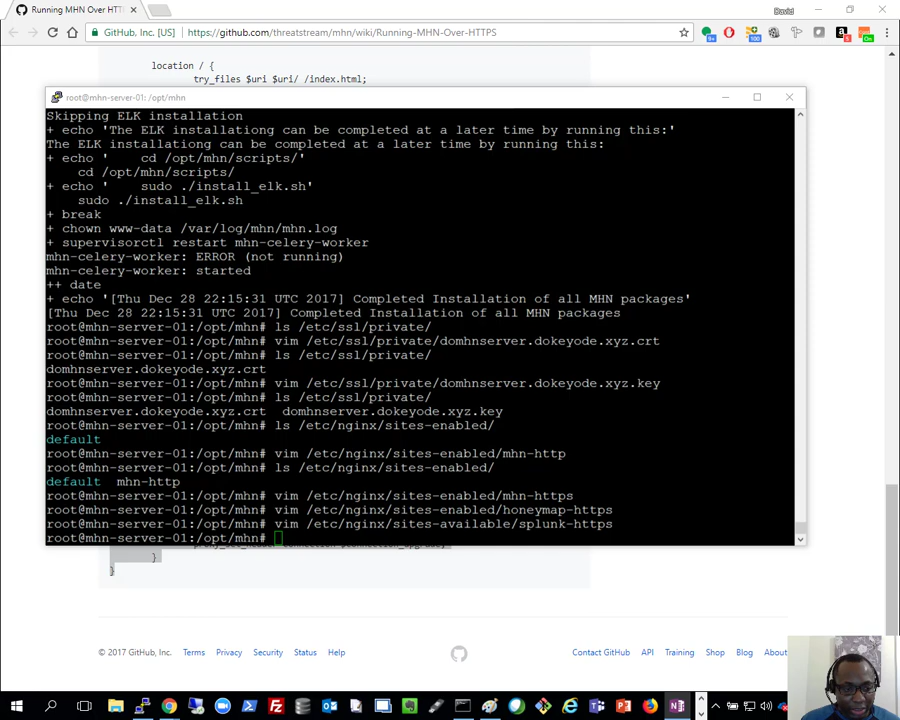 Running MHN Over HTT
David
GitHub, Inc. [US]
https://github.com/threatstream/mhn/wiki/Running-MHN-Over-HTTPS
location / {
try_files $uri $uri/ /index.html;
root@mhn-server-01: /opt/mhn
Skipping ELK installation
+ echo 'The ELK installationg can be completed at a later time by running this:'
The ELK installationg can be completed at a later time by running this:
+ echo '    cd /opt/mhn/scripts/'
    cd /opt/mhn/scripts/
+ echo '    sudo ./install_elk.sh'
    sudo ./install_elk.sh
+ break
+ chown www-data /var/log/mhn/mhn.log
+ supervisorctl restart mhn-celery-worker
mhn-celery-worker: ERROR (not running)
mhn-celery-worker: started
++ date
+ echo '[Thu Dec 28 22:15:31 UTC 2017] Completed Installation of all MHN packages'
[Thu Dec 28 22:15:31 UTC 2017] Completed Installation of all MHN packages
root@mhn-server-01:/opt/mhn# ls /etc/ssl/private/
root@mhn-server-01:/opt/mhn# vim /etc/ssl/private/domhnserver.dokeyode.xyz.crt
root@mhn-server-01:/opt/mhn# ls /etc/ssl/private/
domhnserver.dokeyode.xyz.crt
root@mhn-server-01:/opt/mhn# vim /etc/ssl/private/domhnserver.dokeyode.xyz.key
root@mhn-server-01:/opt/mhn# ls /etc/ssl/private/
domhnserver.dokeyode.xyz.crt  domhnserver.dokeyode.xyz.key
root@mhn-server-01:/opt/mhn# ls /etc/nginx/sites-enabled/
default
root@mhn-server-01:/opt/mhn# vim /etc/nginx/sites-enabled/mhn-http
root@mhn-server-01:/opt/mhn# ls /etc/nginx/sites-enabled/
default  mhn-http
root@mhn-server-01:/opt/mhn# vim /etc/nginx/sites-enabled/mhn-https
root@mhn-server-01:/opt/mhn# vim /etc/nginx/sites-enabled/honeymap-https
root@mhn-server-01:/opt/mhn# vim /etc/nginx/sites-available/splunk-https
root@mhn-server-01:/opt/mhn#
}
}
© 2017 GitHub, Inc. Terms Privacy Security Status Help
Contact GitHub API Training Shop Blog About